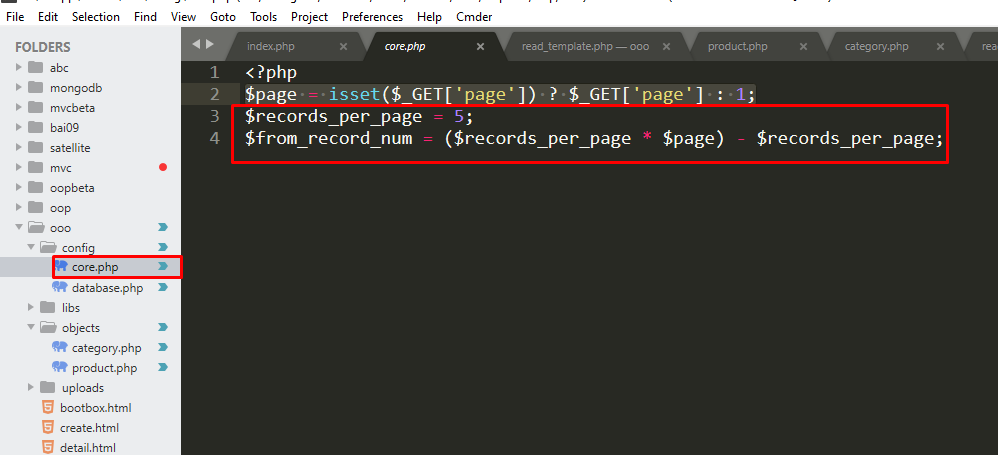 File Edit Selection Find View Goto Tools Project Preferences Help Cmder
FOLDERS
abc
mongodb
mvcbeta
bai09
satellite
mvc
oopbeta
oop
ooo
config
core.php
database.php
libs
objects
category.php
product.php
uploads
bootbox.html
create.html
detail.html
index.php × core.php × read_template.php — ooo × product.php × category.php ×
1 <?php
2 $page = isset($_GET['page']) ? $_GET['page'] : 1;
3 $records_per_page = 5;
4 $from_record_num = ($records_per_page * $page) - $records_per_page;